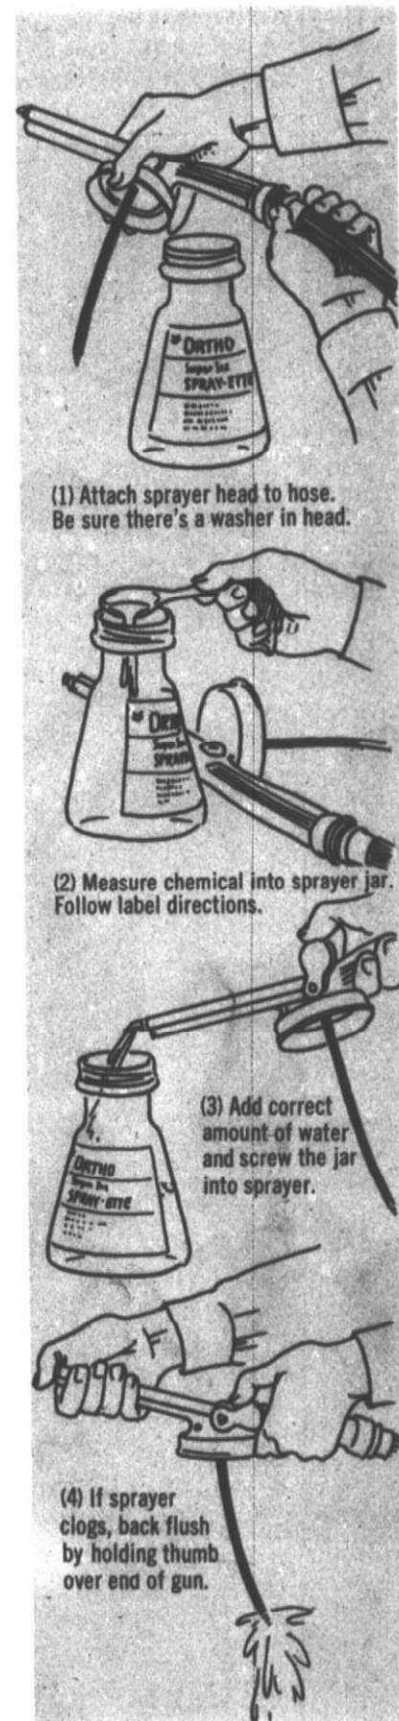 ORTHO
Super Six
SPRAY-ETTE
(1) Attach sprayer head to hose.
Be sure there's a washer in head.
(2) Measure chemical into sprayer jar.
Follow label directions.
(3) Add correct
amount of water
and screw the jar
into sprayer.
ORTHO
SPRAY-ETTE
(4) If sprayer
clogs, back flush
by holding thumb
over end of gun.